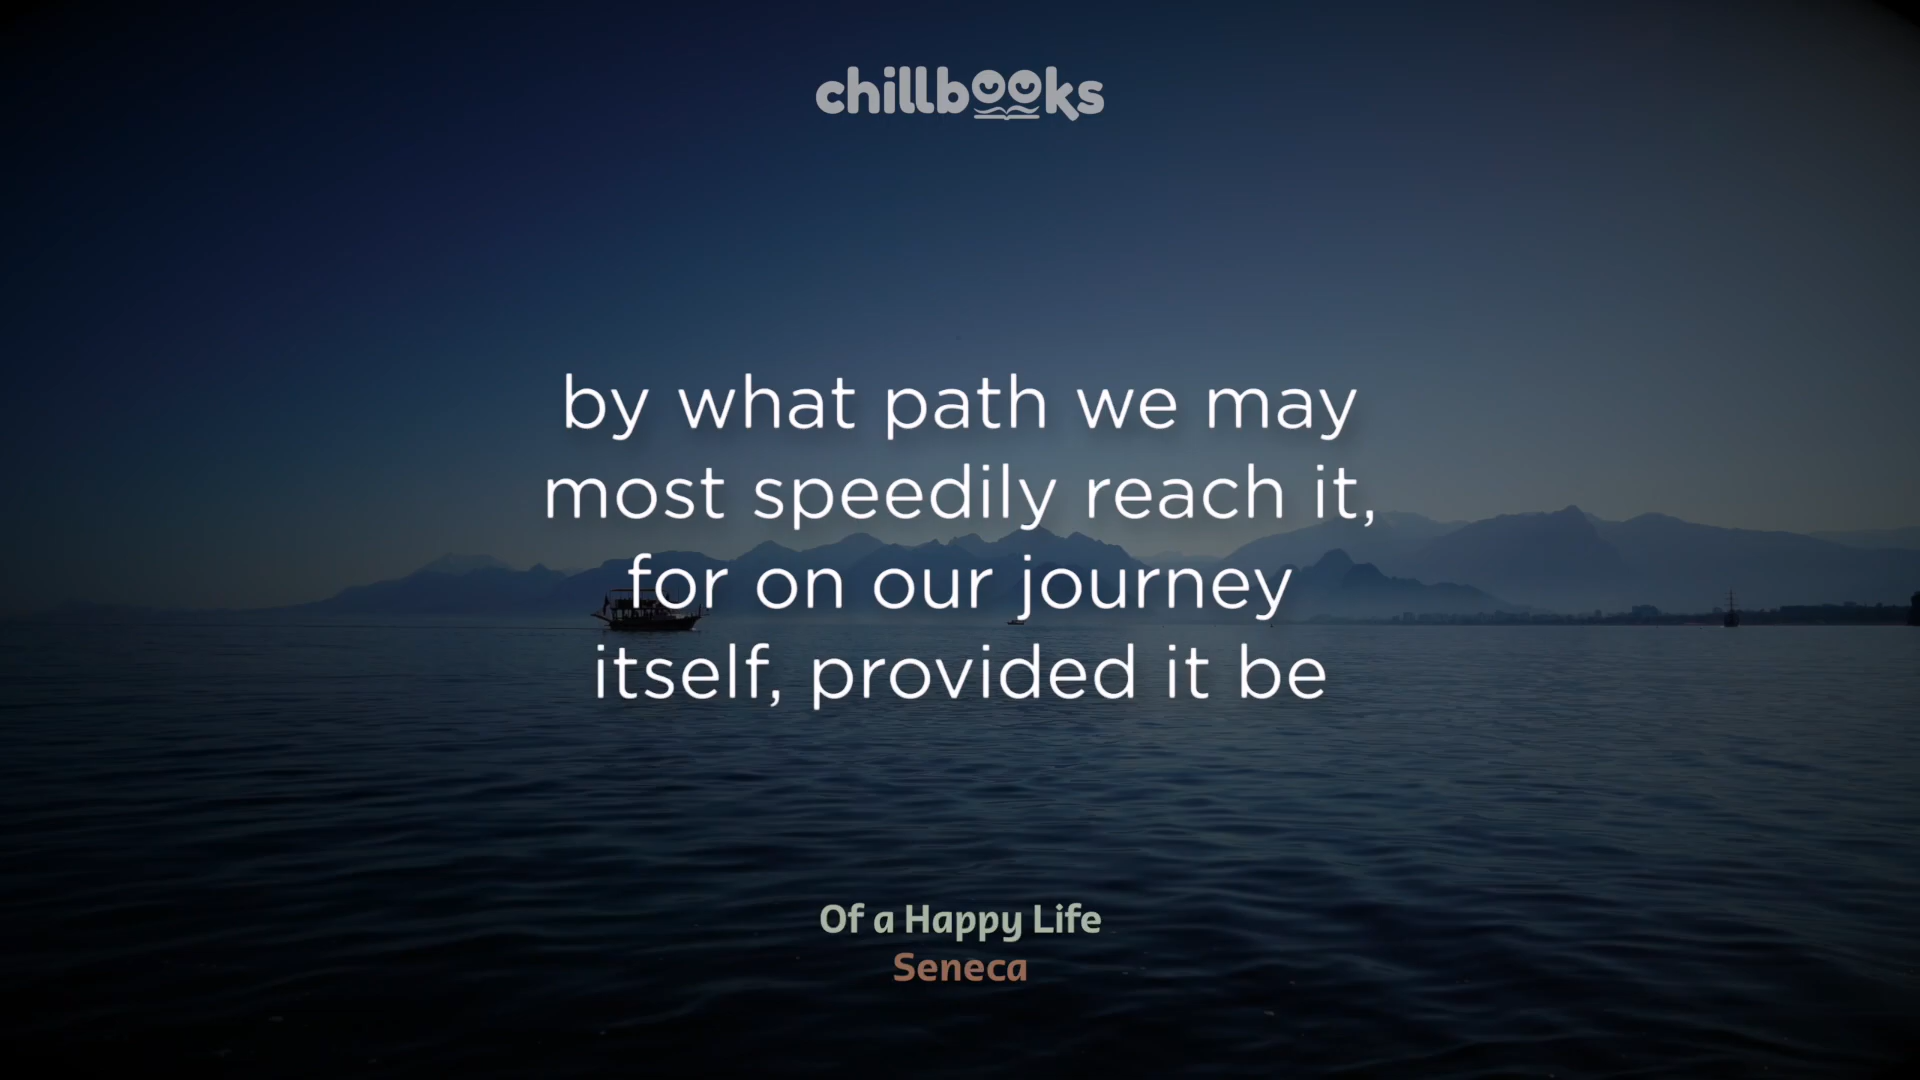 chillbooks
by what path we may
most speedily reach it,
for on our journey
itself, provided it be
Of a Happy Life
Seneca